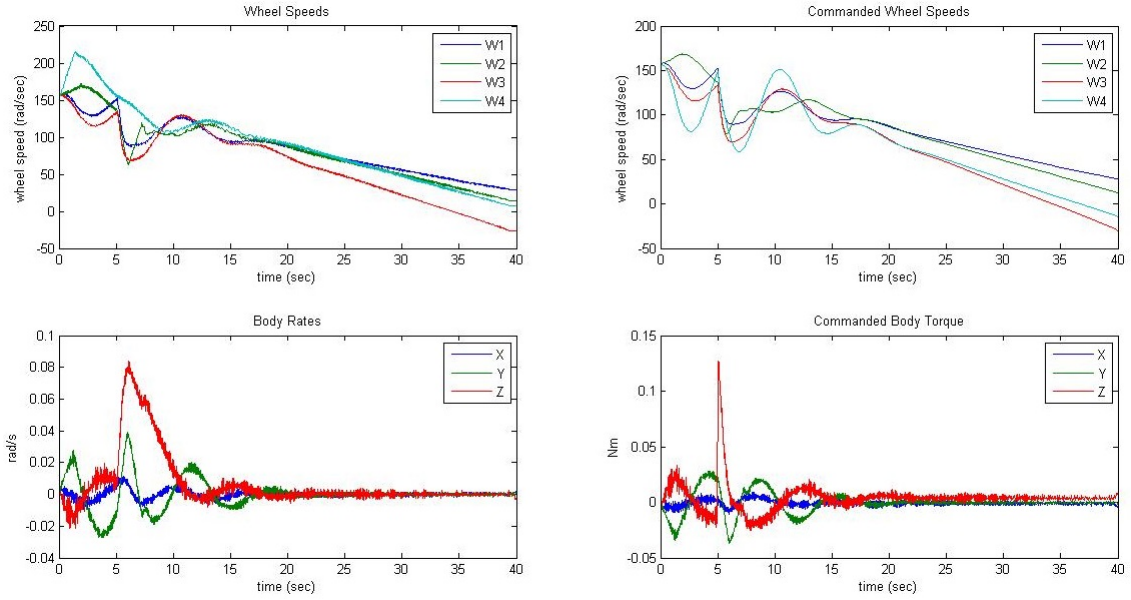 Wheel Speeds
250
200
150
100
50
0
-50
wheel speed (rad/sec)
W1
W2
W3
W4
0 5 10 15 20 25 30 35 40
time (sec)
Commanded Wheel Speeds
200
150
100
50
0
-50
wheel speed (rad/sec)
W1
W2
W3
W4
0 5 10 15 20 25 30 35 40
time (sec)
Body Rates
0.1
0.08
0.06
0.04
0.02
0
-0.02
-0.04
rad/s
X
Y
Z
0 5 10 15 20 25 30 35 40
time (sec)
Commanded Body Torque
0.15
0.1
0.05
0
-0.05
Nm
X
Y
Z
0 5 10 15 20 25 30 35 40
time (sec)